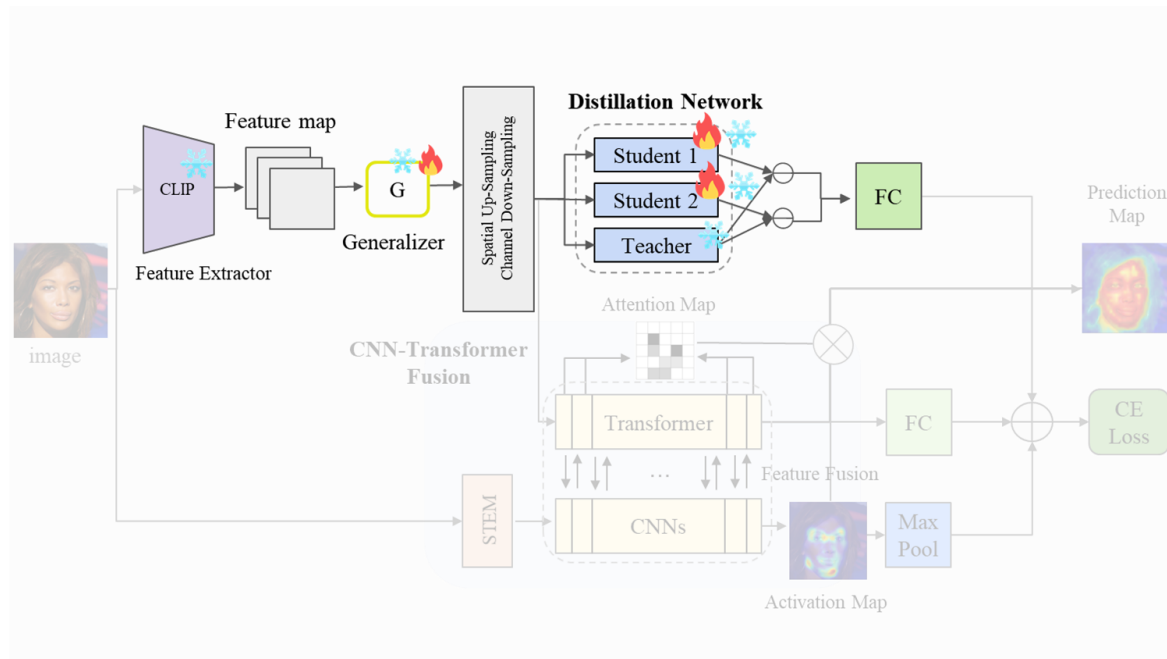 Distillation Network
Feature map
CLIP
G
Generalizer
Feature Extractor
Spatial Up-Sampling
Channel Down-Sampling
Student 1
Student 2
Teacher
FC
Prediction
Map
image
Attention Map
CNN-Transformer
Fusion
Transformer
FC
CE
Loss
...
Feature Fusion
STEM
CNNs
Max
Pool
Activation Map